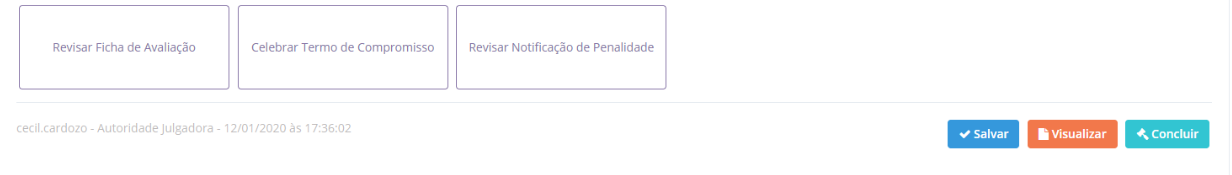 Revisar Ficha de Avaliação
Celebrar Termo de Compromisso
Revisar Notificação de Penalidade
cecil.cardozo - Autoridade Julgadora - 12/01/2020 às 17:36:02
Salvar
Visualizar
Concluir